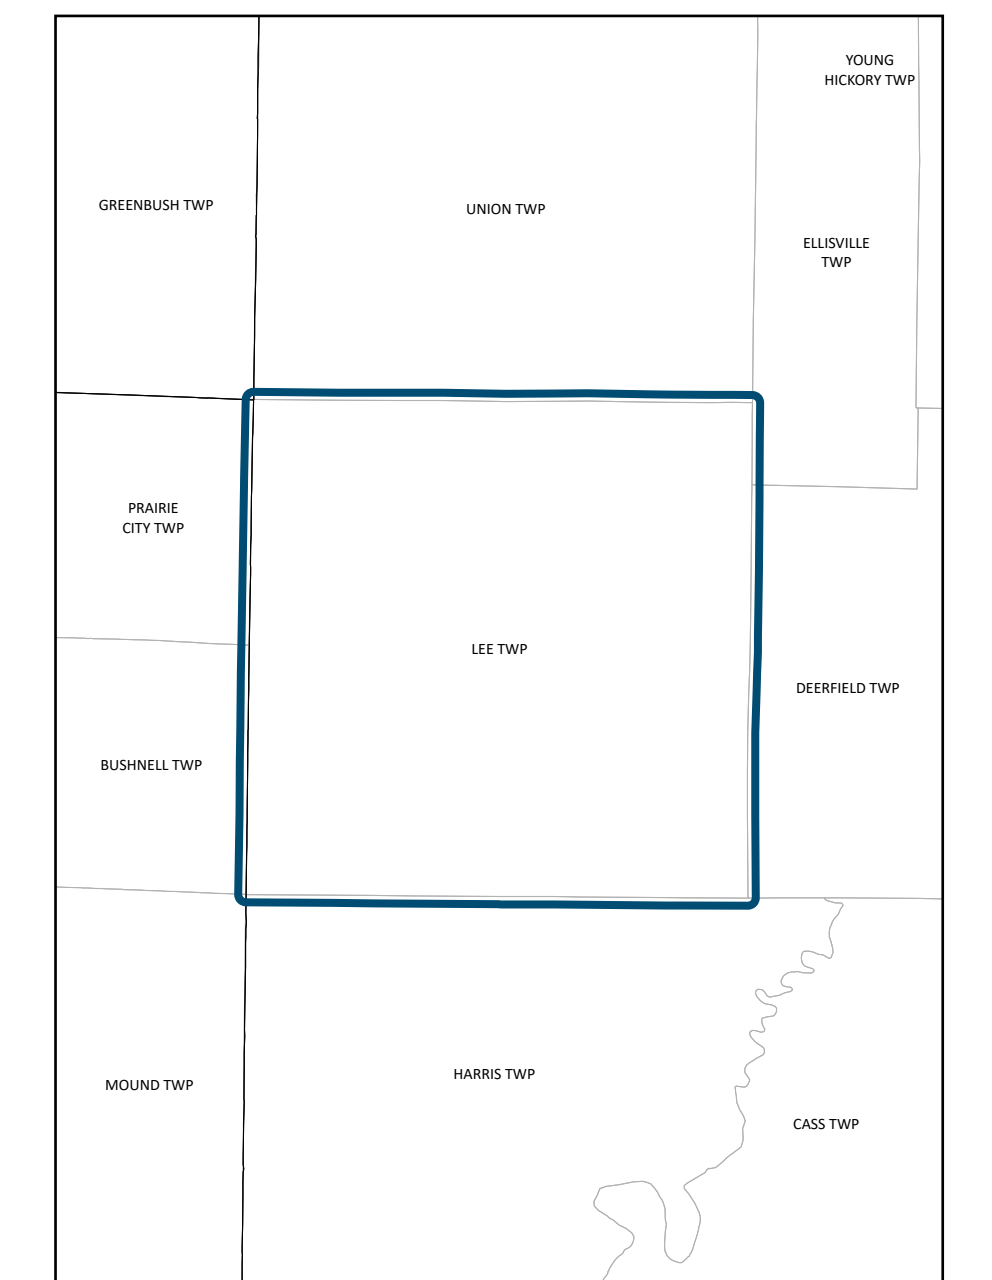 YOUNG
HICKORY TWP
GREENBUSH TWP
UNION TWP
ELLISVILLE
TWP
PRAIRIE
CITY TWP
LEE TWP
DEERFIELD TWP
BUSHNELL TWP
HARRIS TWP
MOUND TWP
CASS TWP